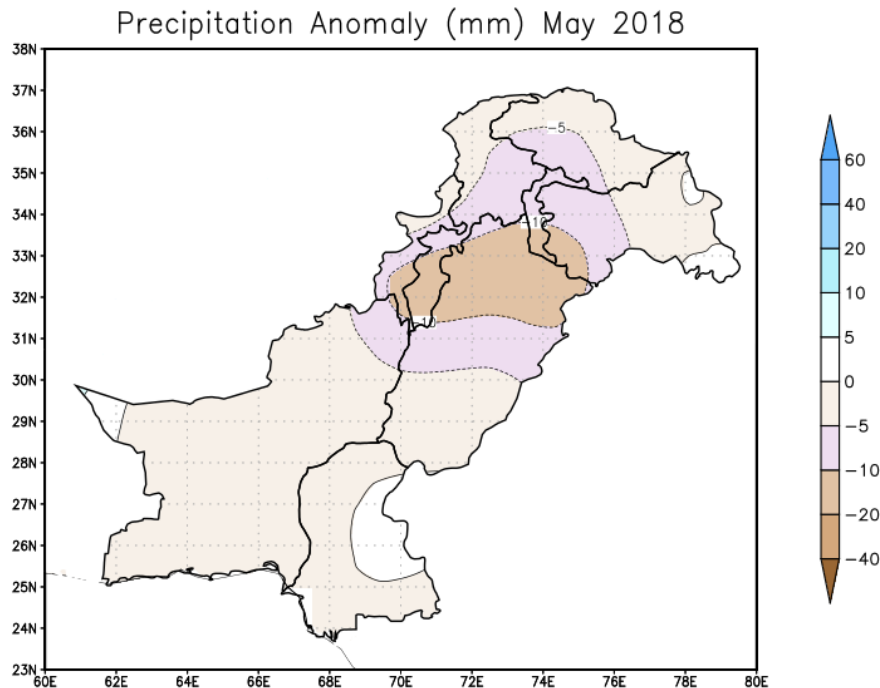 Precipitation Anomaly (mm) May 2018
38N
37N
36N
35N
34N
33N
32N
31N
30N
29N
28N
27N
26N
25N
24N
23N
60E 62E 64E 66E 68E 70E 72E 74E 76E 78E 80E
-5
-10
-10
60
40
20
10
5
0
-5
-10
-20
-40